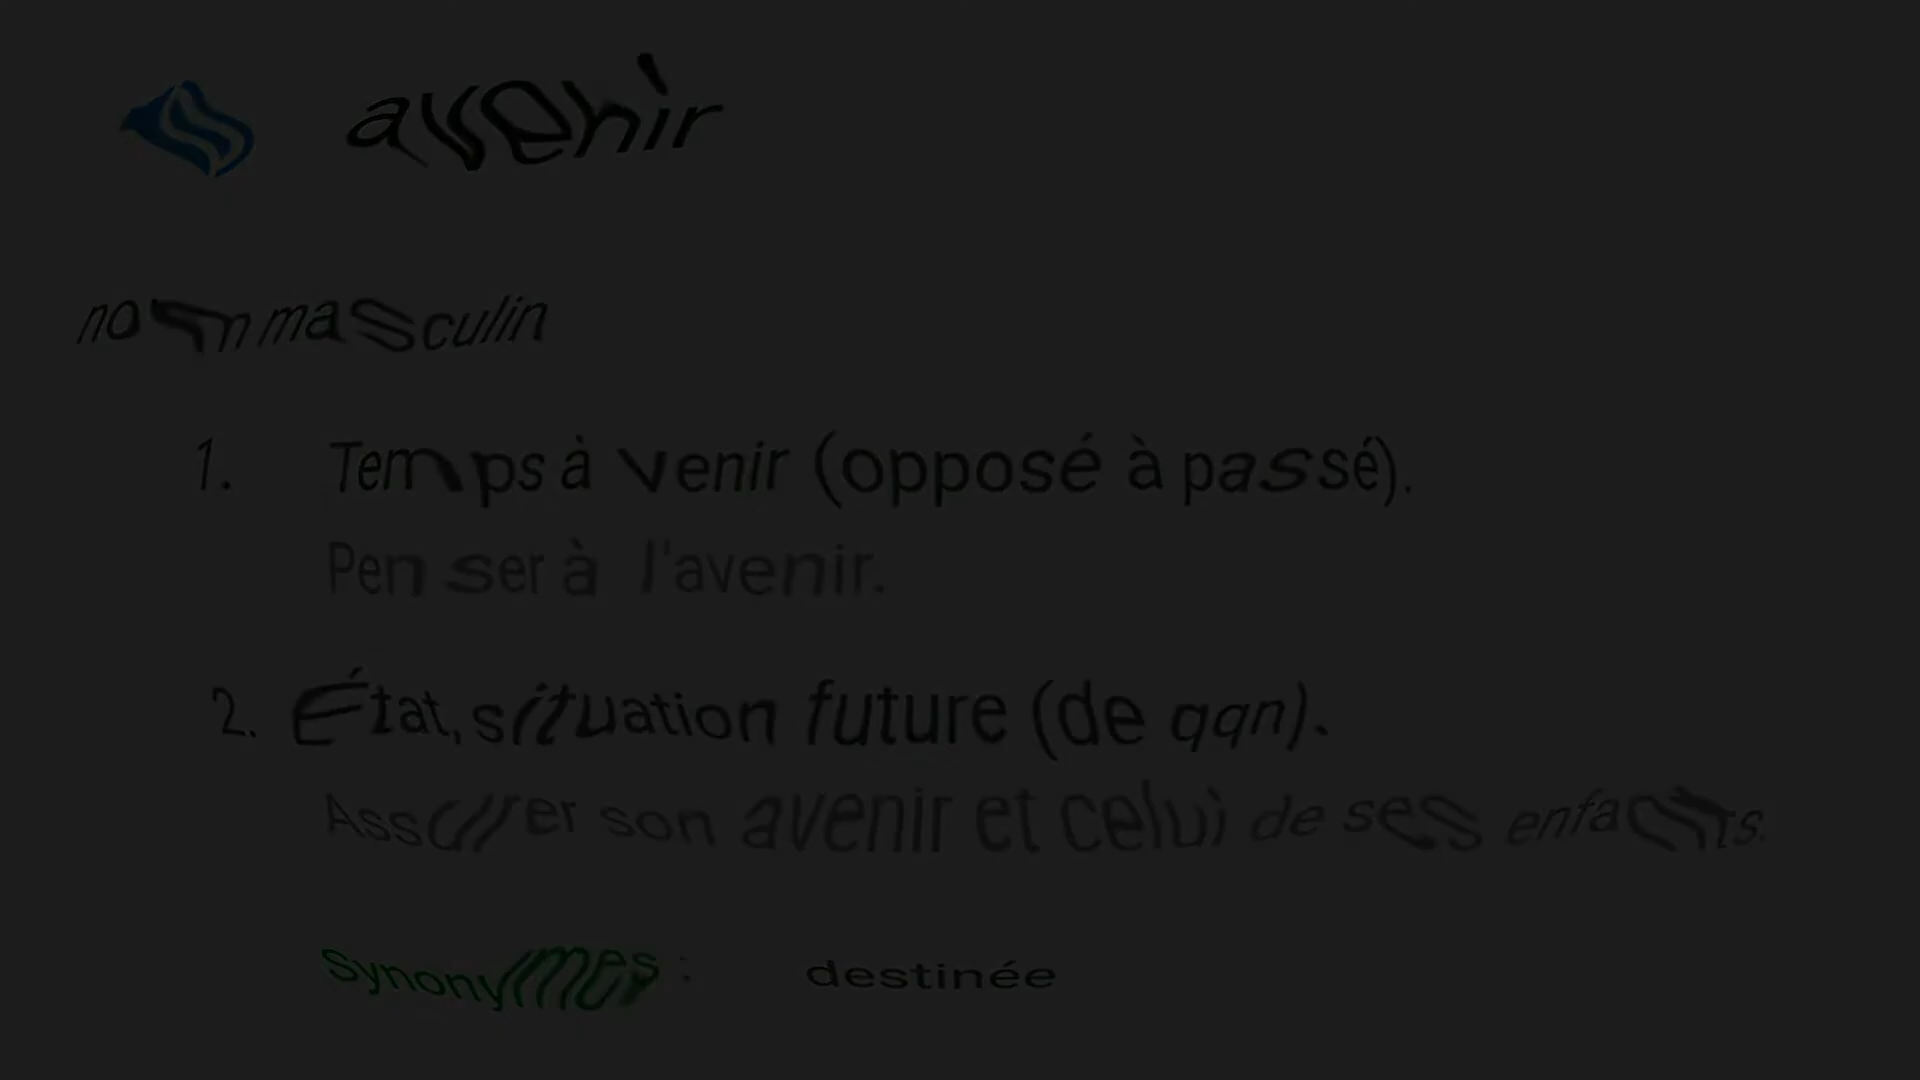 avenir
nom masculin
1. Temps à venir (opposé à passé).
Penser à l'avenir.
2. État, situation future (de qqn).
Assurer son avenir et celui de ses enfants.
Synonymes : destinée